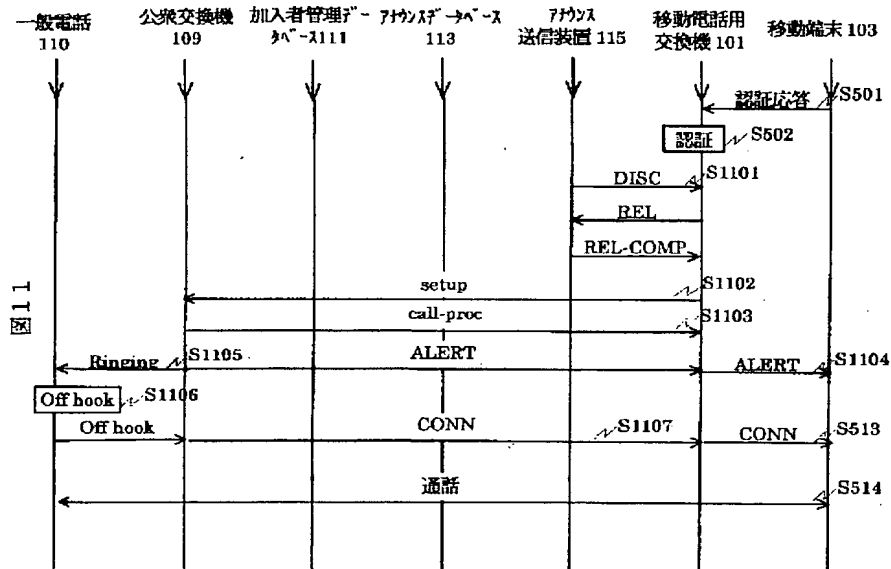 一般電話
110
公衆交換機
109
加入者管理デー
ﾀﾍﾞｰｽ111
ｱﾅｳﾝｽﾃﾞｰﾀﾍﾞｰｽ
113
ｱﾅｳﾝｽ
送信装置 115
移動電話用
交換機 101
移動端末 103
認証応答
S501
認証
S502
DISC
S1101
REL
REL-COMP
setup
S1102
call-proc
S1103
Ringing
S1105
ALERT
ALERT
S1104
Off hook
S1106
Off hook
CONN
S1107
CONN
S513
通話
S514
図11